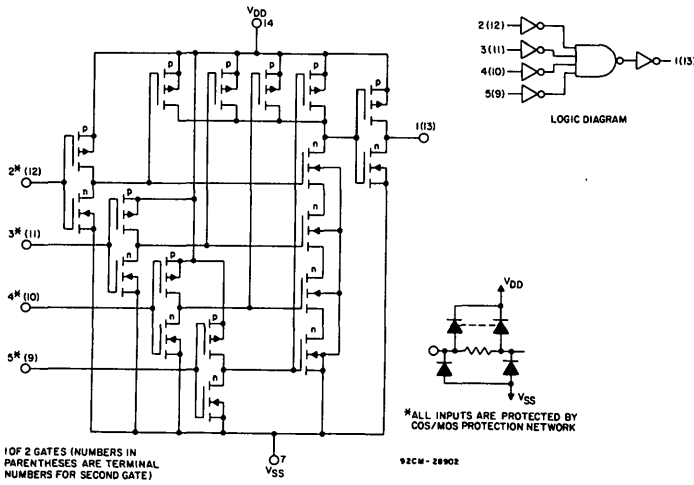 VDD
14
p
p
p
p
p
p
n
n
2* (12)
1(13)
p
n
n
3* (11)
p
n
n
4* (10)
p
n
n
5* (9)
7
VSS
1 OF 2 GATES (NUMBERS IN
PARENTHESES ARE TERMINAL
NUMBERS FOR SECOND GATE)
92CM-28902
2(12)
3(11)
4(10)
5(9)
1(13)
LOGIC DIAGRAM
VDD
VSS
*ALL INPUTS ARE PROTECTED BY
COS/MOS PROTECTION NETWORK